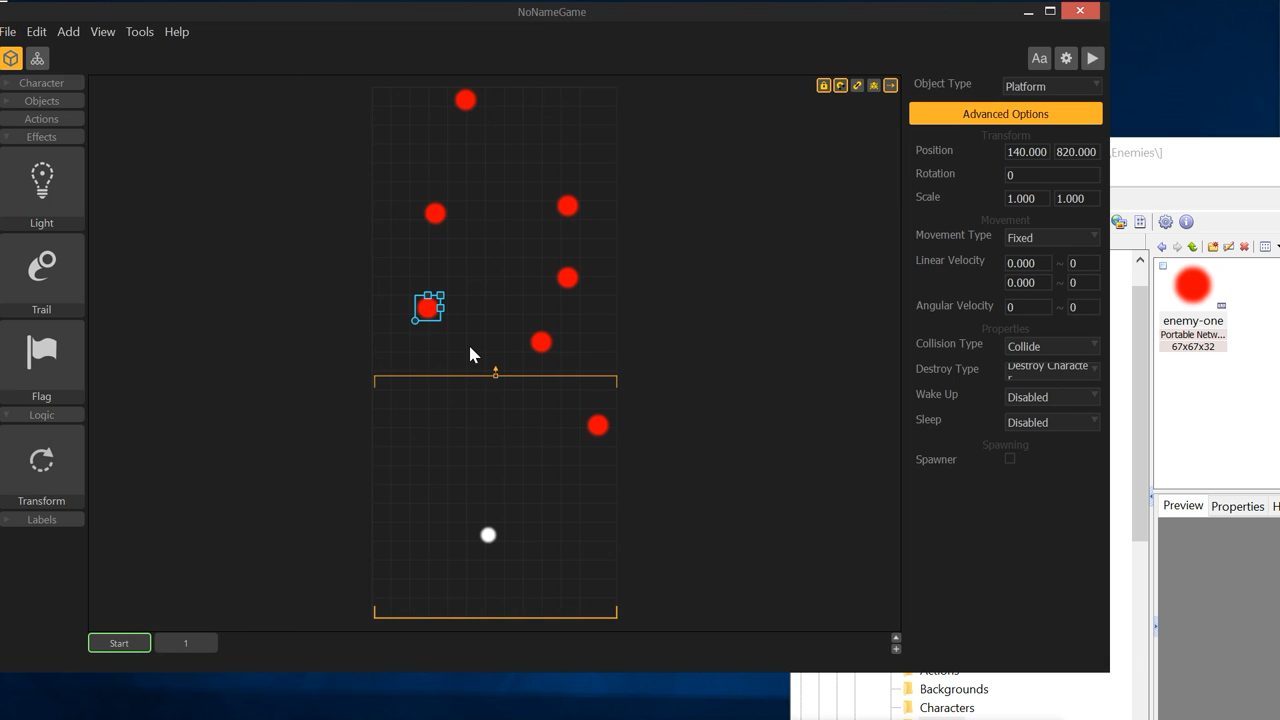 NoNameGame
File Edit Add View Tools Help
Aa
Character
Objects
Actions
Effects
Light
Trail
Flag
Logic
Transform
Labels
Start 1
Object Type Platform
Advanced Options
Transform
Position 140.000 820.000
Rotation 0
Scale 1.000 1.000
Movement
Movement Type Fixed
Linear Velocity 0.000 ~ 0
0.000 ~ 0
Angular Velocity 0 ~ 0
Properties
Collision Type Collide
Destroy Type Destroy Characte
r
Wake Up Disabled
Sleep Disabled
Spawning
Spawner
Enemies\]
enemy-one
Portable Netw...
67x67x32
Preview Properties H
Actions
Backgrounds
Characters